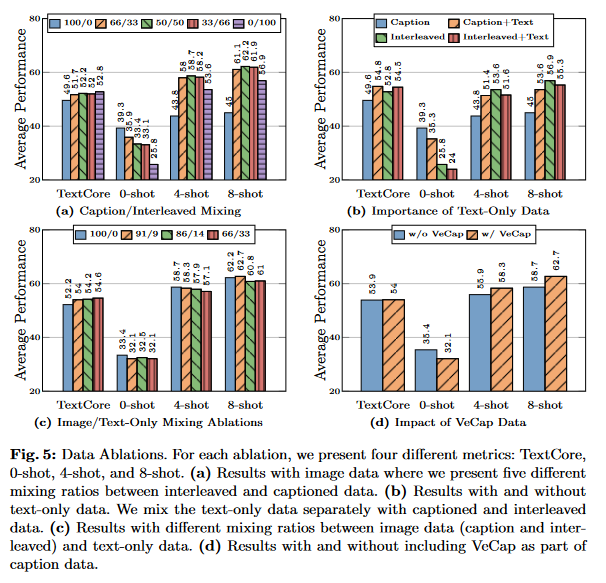 100/0 66/33 50/50 33/66 0/100
Average Performance
80
60
40
20
49.6 51.7 52.2 52 52.8
39.3 35.9 33.4 33.1 25.8
43.8 58 58.7 58.2 53.6
45 61.1 62.2 61.9 56.9
TextCore 0-shot 4-shot 8-shot
(a) Caption/Interleaved Mixing
Caption Caption+Text
Interleaved Interleaved+Text
Average Performance
80
60
40
20
49.6 54.8 52.8 54.5
39.3 35.3 25.8 24
43.8 51.4 53.6 51.6
45 53.6 56.9 55.3
TextCore 0-shot 4-shot 8-shot
(b) Importance of Text-Only Data
100/0 91/9 86/14 66/33
Average Performance
80
60
40
20
52.2 54 54.2 54.6
33.4 32.1 32.5 32.1
58.7 58.3 57.9 57.1
62.2 62.7 60.8 61
TextCore 0-shot 4-shot 8-shot
(c) Image/Text-Only Mixing Ablations
w/o VeCap w/ VeCap
Average Performance
80
60
40
20
53.9 54
35.4 32.1
55.9 58.3
58.7 62.7
TextCore 0-shot 4-shot 8-shot
(d) Impact of VeCap Data
Fig. 5: Data Ablations. For each ablation, we present four different metrics: TextCore,
0-shot, 4-shot, and 8-shot. (a) Results with image data where we present five different
mixing ratios between interleaved and captioned data. (b) Results with and without
text-only data. We mix the text-only data separately with captioned and interleaved
data. (c) Results with different mixing ratios between image data (caption and inter-
leaved) and text-only data. (d) Results with and without including VeCap as part of
caption data.